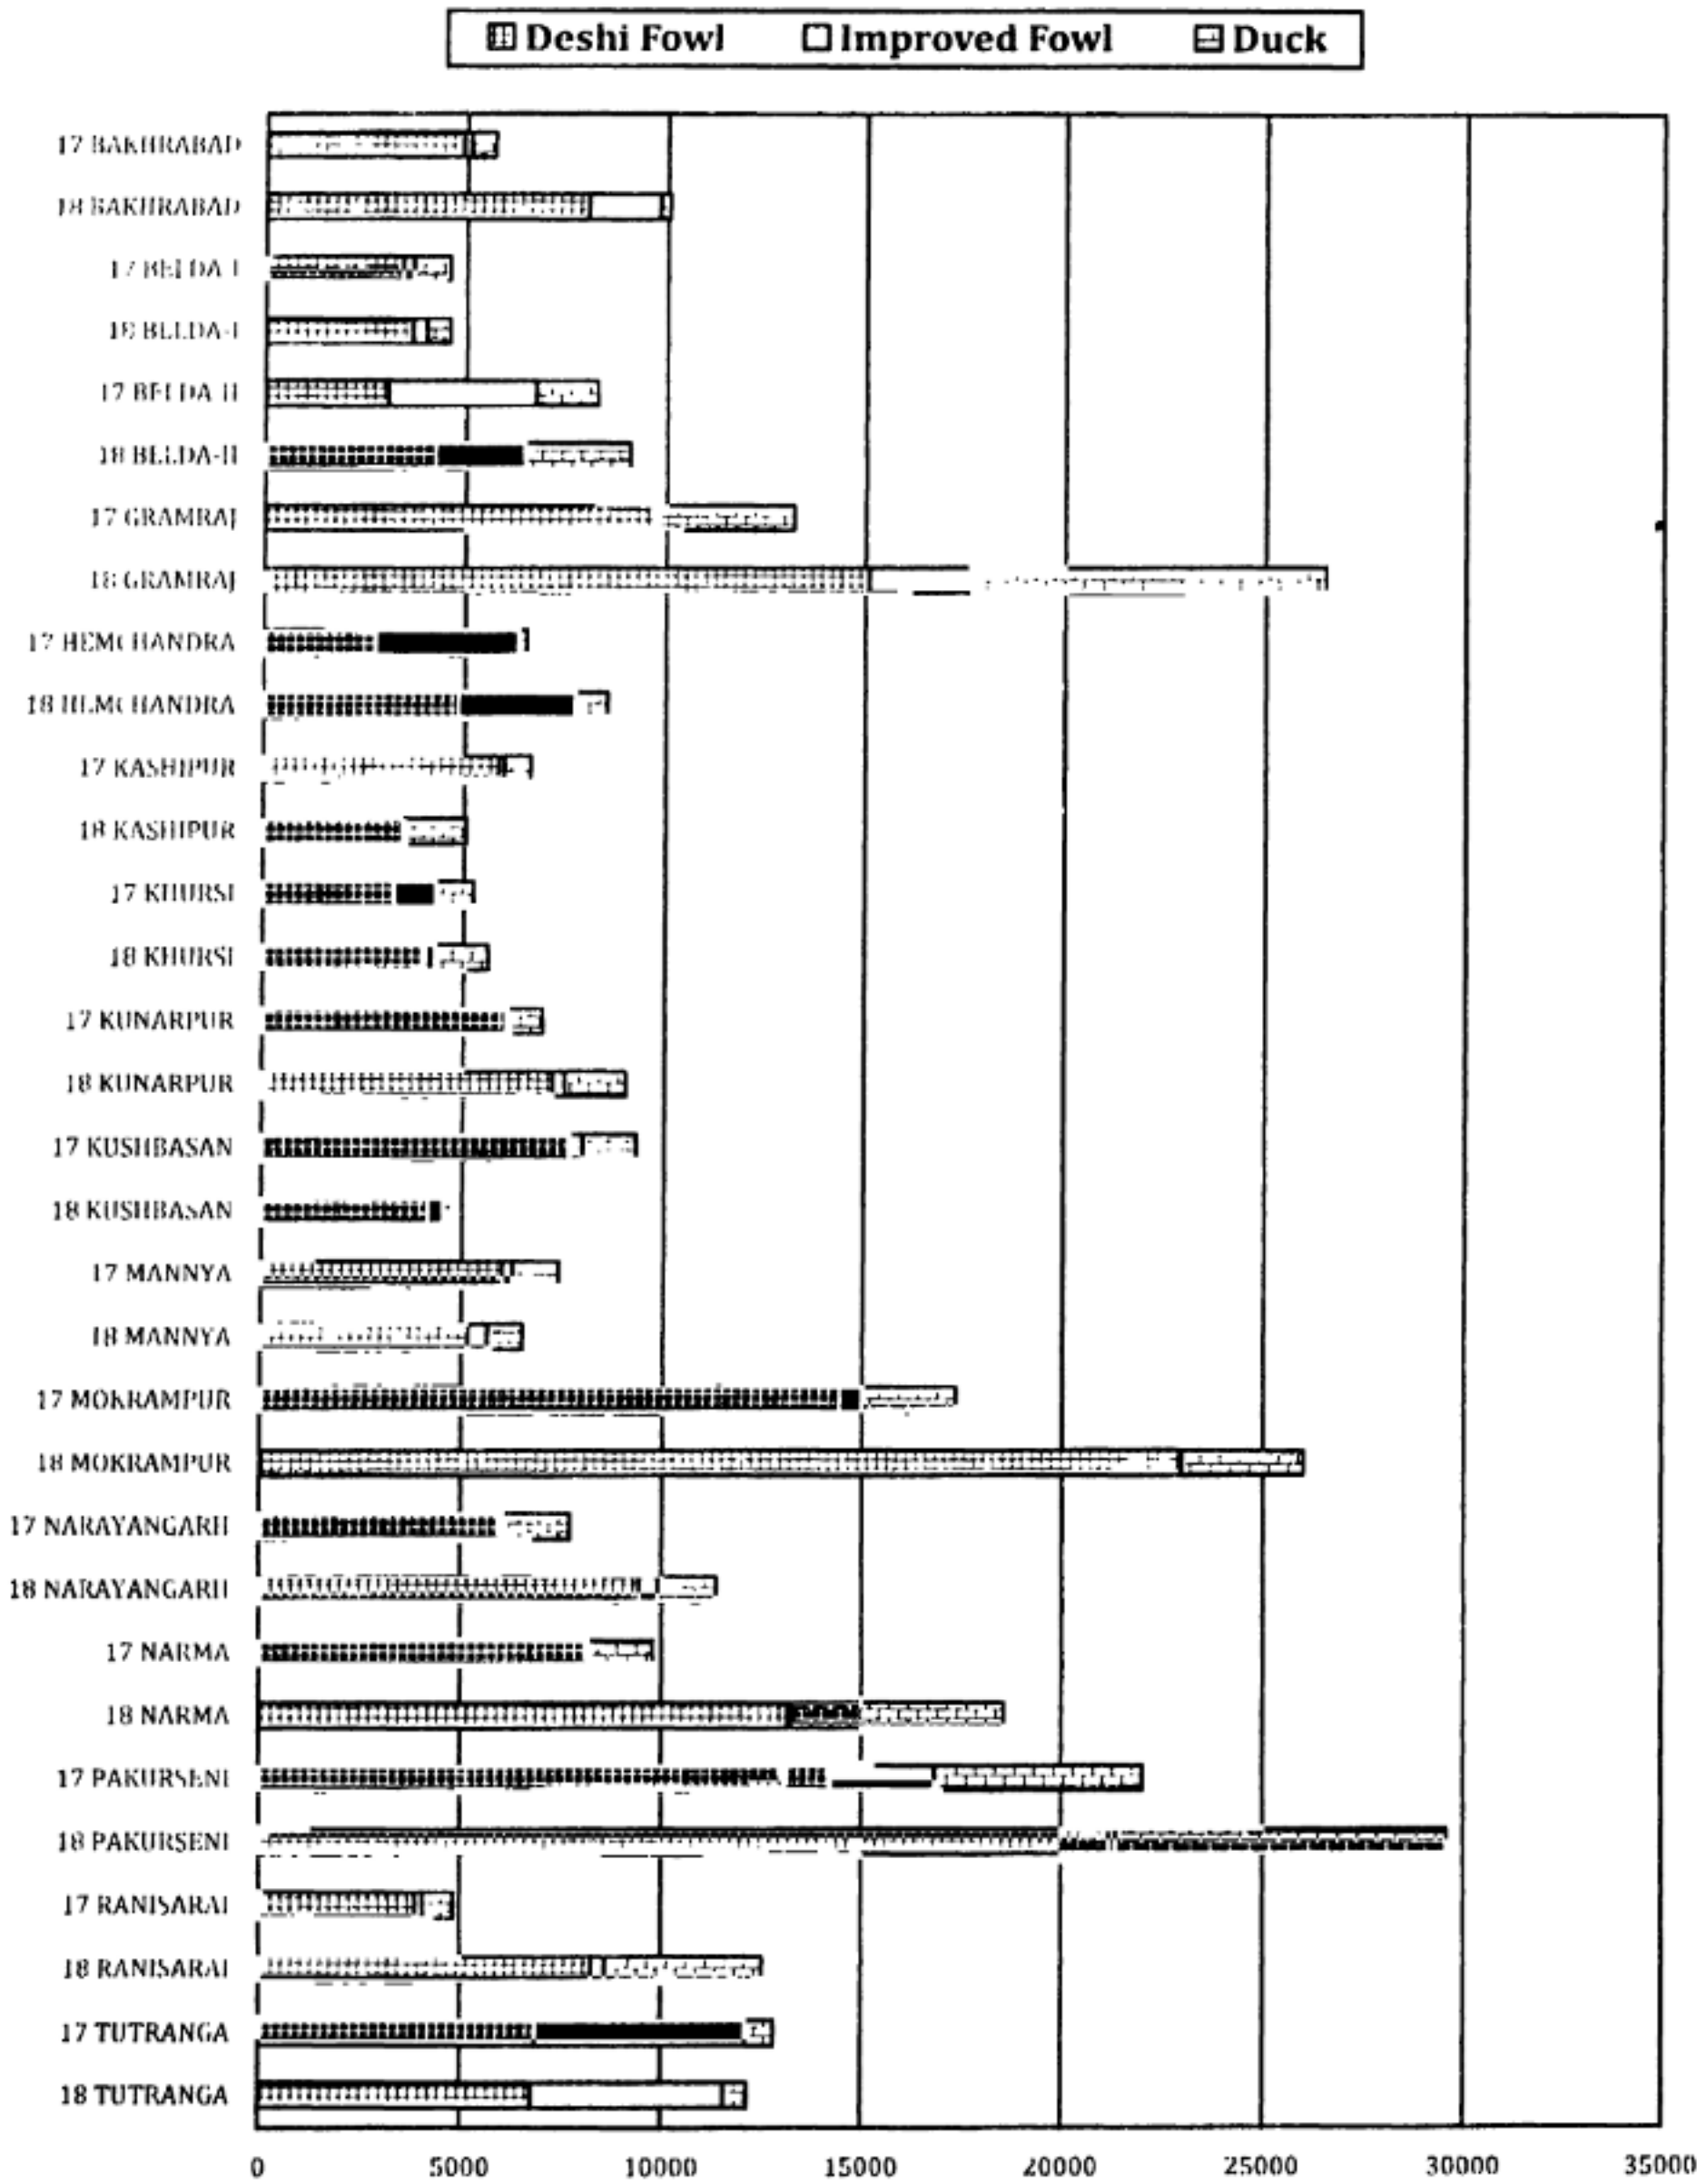 Deshi Fowl Improved Fowl Duck
17 BAKHRABAD
18 BAKHRABAD
17 BELDA-I
18 BELDA-I
17 BELDA-II
18 BELDA-II
17 GRAMRAJ
18 GRAMRAJ
17 HEMCHANDRA
18 HEMCHANDRA
17 KASHIPUR
18 KASHIPUR
17 KHURSI
18 KHURSI
17 KUNARPUR
18 KUNARPUR
17 KUSHBASAN
18 KUSHBASAN
17 MANNYA
18 MANNYA
17 MOKRAMPUR
18 MOKRAMPUR
17 NARAYANGARH
18 NARAYANGARH
17 NARMA
18 NARMA
17 PAKURSENI
18 PAKURSENI
17 RANISARAI
18 RANISARAI
17 TUTRANGA
18 TUTRANGA
0 5000 10000 15000 20000 25000 30000 35000